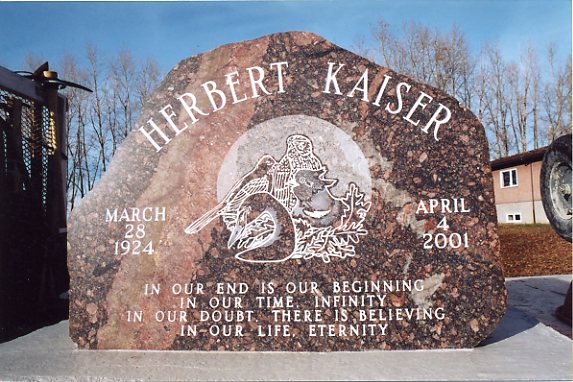 HERBERT KAISER
MARCH
28
1924
APRIL
4
2001
IN OUR END IS OUR BEGINNING
IN OUR TIME, INFINITY
IN OUR DOUBT, THERE IS BELIEVING
IN OUR LIFE, ETERNITY